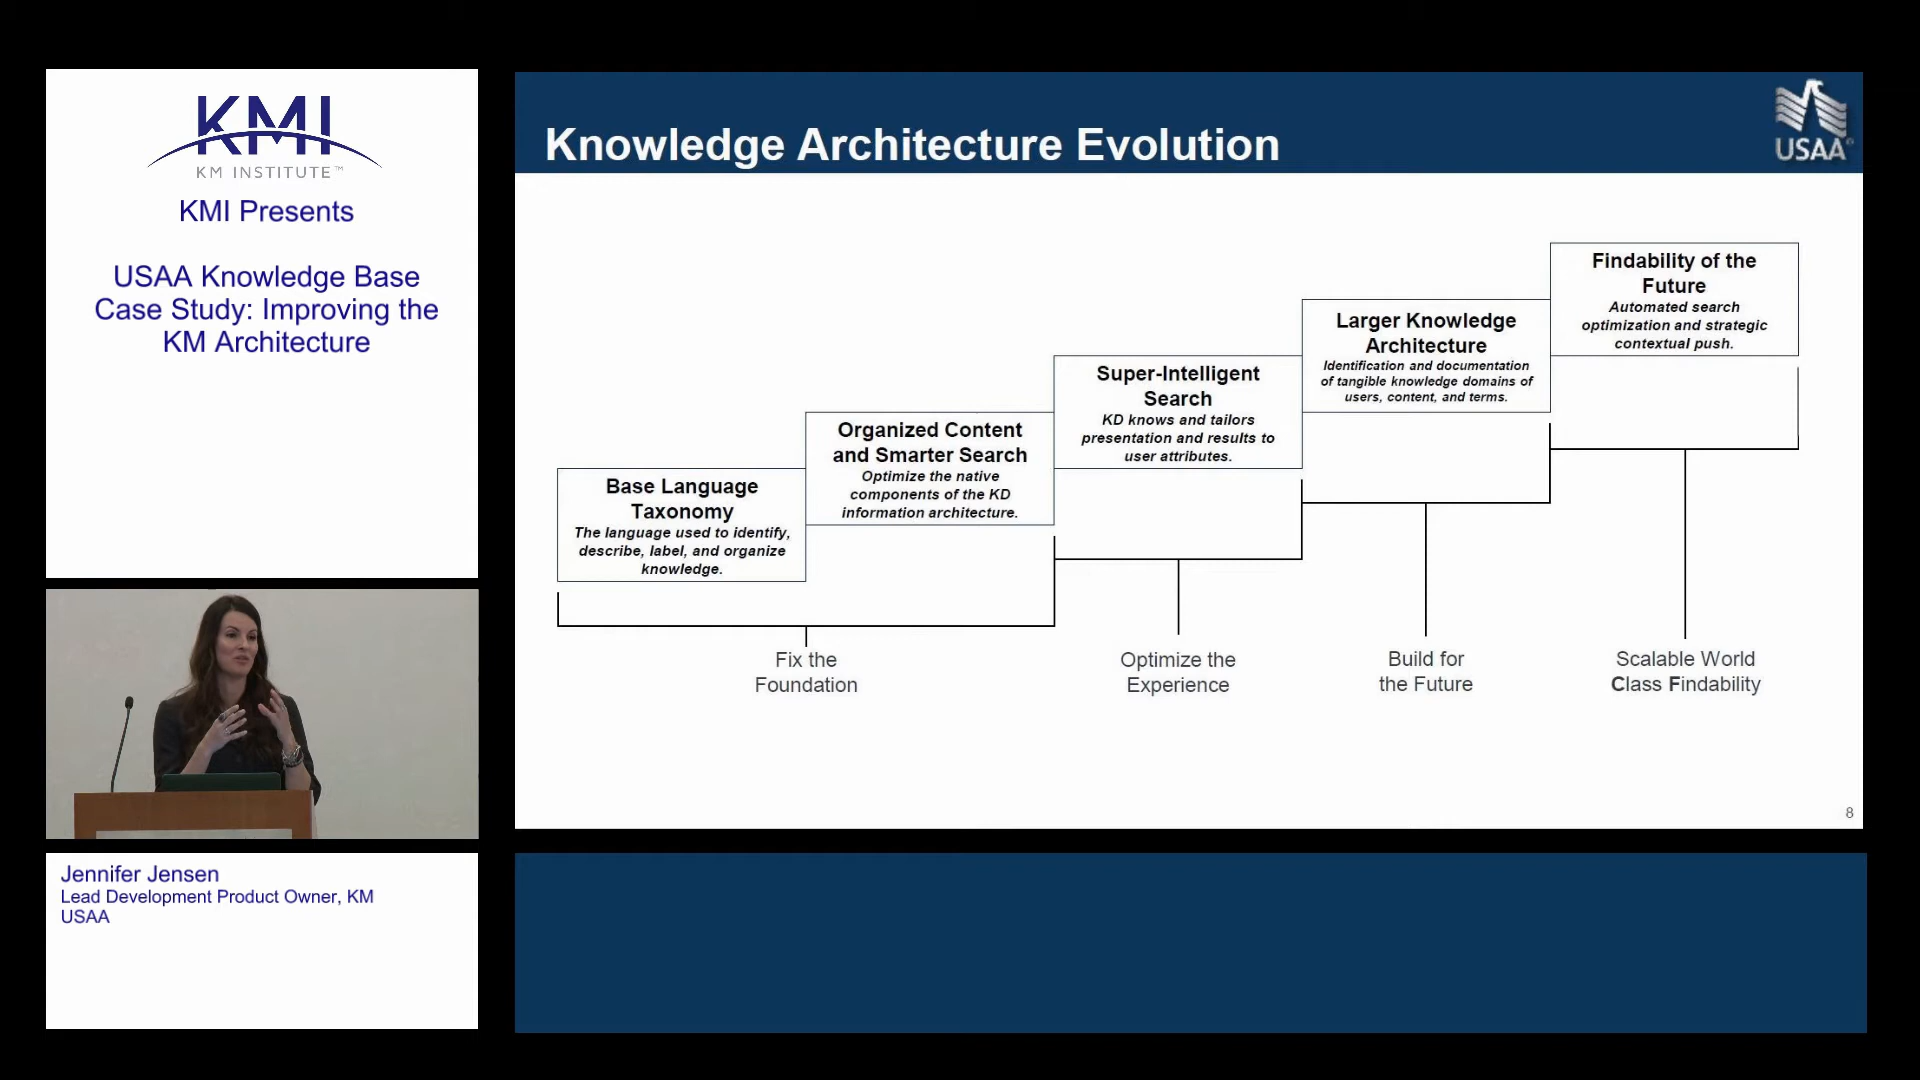 KMI
KM INSTITUTE™
KMI Presents
USAA Knowledge Base
Case Study: Improving the
KM Architecture
Jennifer Jensen
Lead Development Product Owner, KM
USAA
Knowledge Architecture Evolution
USAA®
Base Language
Taxonomy
The language used to identify,
describe, label, and organize
knowledge.
Organized Content
and Smarter Search
Optimize the native
components of the KD
information architecture.
Super-Intelligent
Search
KD knows and tailors
presentation and results to
user attributes.
Larger Knowledge
Architecture
Identification and documentation
of tangible knowledge domains of
users, content, and terms.
Findability of the
Future
Automated search
optimization and strategic
contextual push.
Fix the
Foundation
Optimize the
Experience
Build for
the Future
Scalable World
Class Findability
8